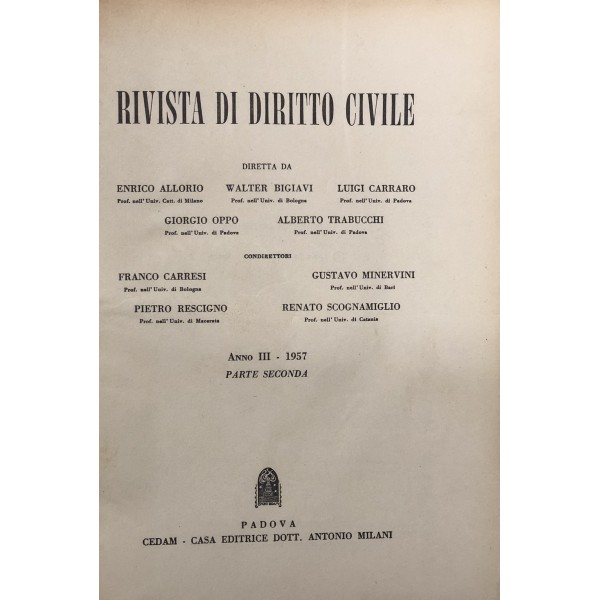 RIVISTA DI DIRITTO CIVILE
DIRETTA DA
ENRICO ALLORIO WALTER BIGIAVI LUIGI CARRARO
Prof. nell'Univ. Catt. di Milano Prof. nell'Univ. di Bologna Prof. nell'Univ. di Padova
GIORGIO OPPO ALBERTO TRABUCCHI
Prof. nell'Univ. di Padova Prof. nell'Univ. di Padova
CONDIRETTORI
FRANCO CARRESI GUSTAVO MINERVINI
Prof. nell'Univ. di Bologna Prof. nell'Univ. di Bari
PIETRO RESCIGNO RENATO SCOGNAMIGLIO
Prof. nell'Univ. di Macerata Prof. nell'Univ. di Catania
ANNO III - 1957
PARTE SECONDA
PADOVA
CEDAM - CASA EDITRICE DOTT. ANTONIO MILANI